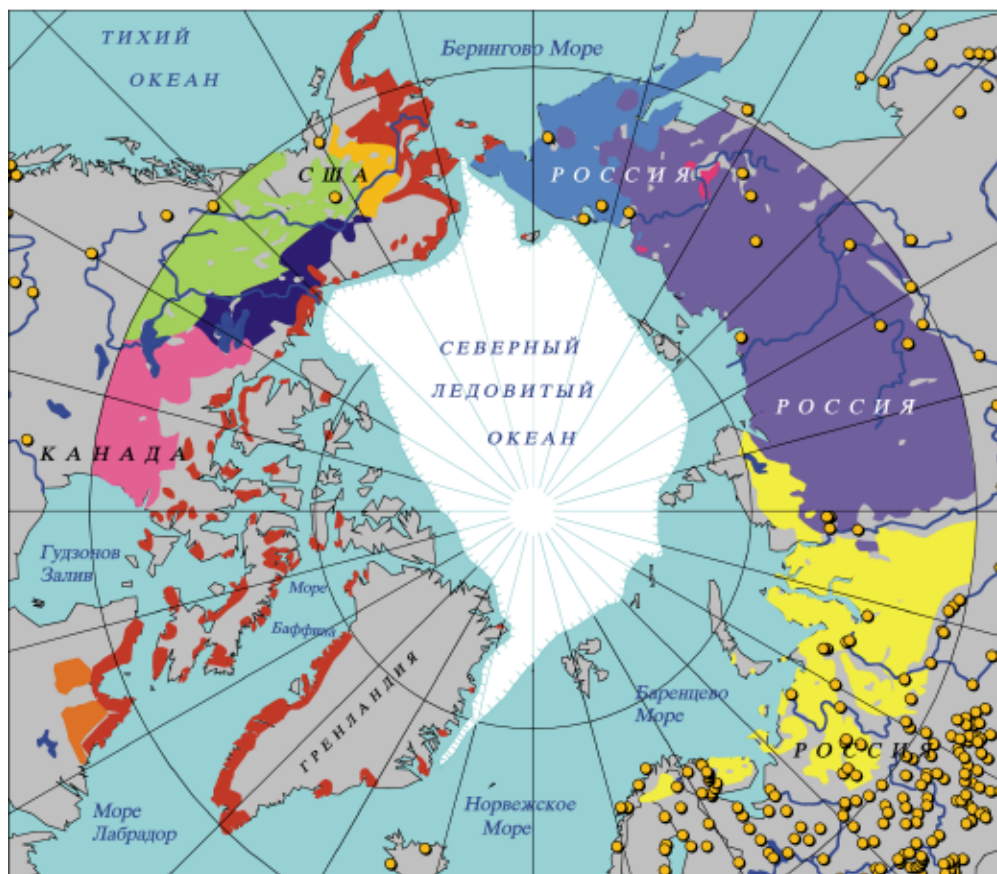 ТИХИЙ
ОКЕАН
Берингово Море
США
РОССИЯ
СЕВЕРНЫЙ
ЛЕДОВИТЫЙ
ОКЕАН
РОССИЯ
КАНАДА
Гудзонов
Залив
Море
Баффина
ГРЕНЛАНДИЯ
Баренцево
Море
РОССИЯ
Море
Лабрадор
Норвежское
Море